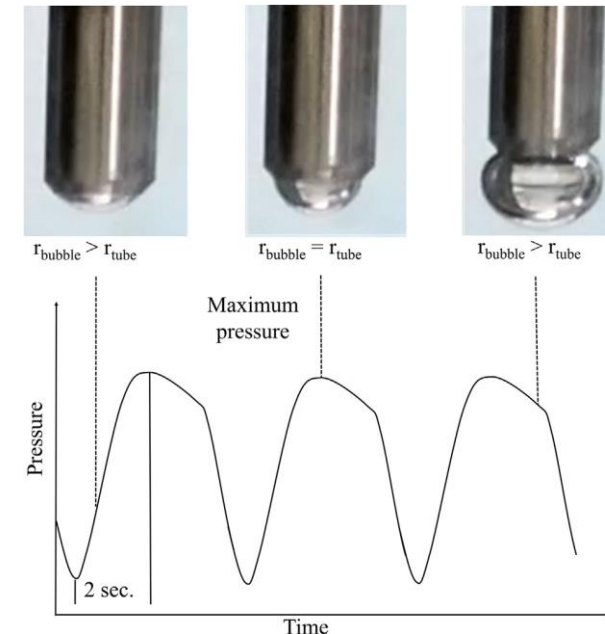 r_bubble > r_tube
r_bubble = r_tube
r_bubble > r_tube
Maximum
pressure
Pressure
2 sec.
Time